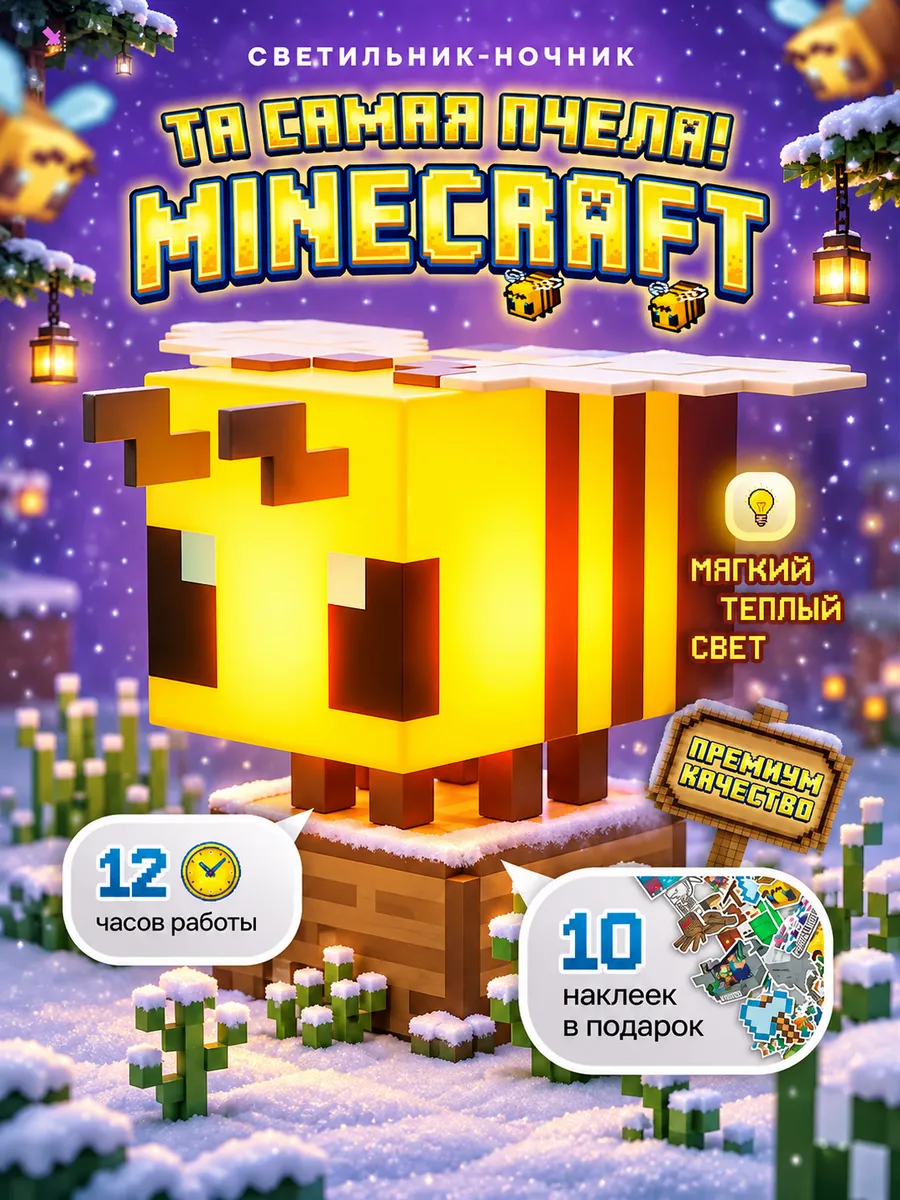 СВЕТИЛЬНИК-НОЧНИК
ТА САМАЯ ПЧЕЛА!
MINECRAFT
МЯГКИЙ
ТЕПЛЫЙ
СВЕТ
ПРЕМИУМ
КАЧЕСТВО
12
часов работы
10
наклеек
в подарок